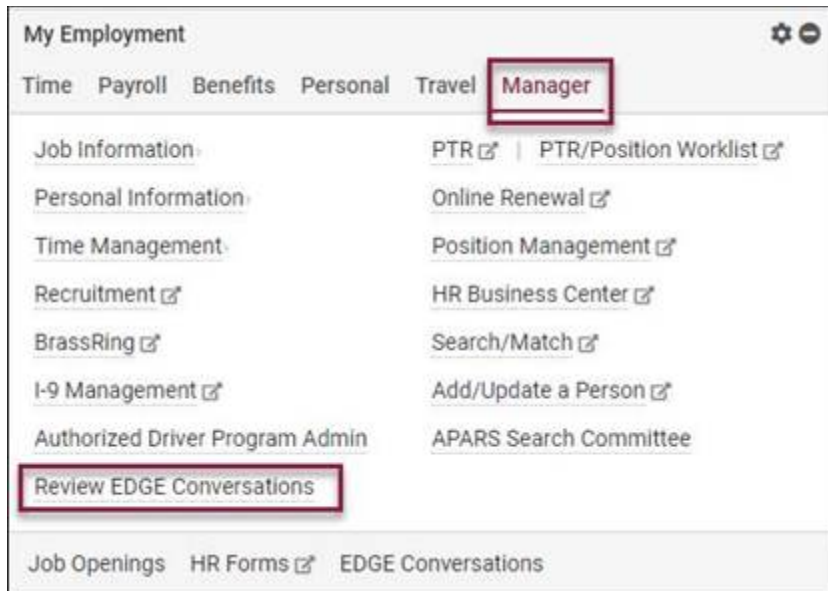 My Employment
Time Payroll Benefits Personal Travel Manager
Job Information
PTR | PTR/Position Worklist
Personal Information
Online Renewal
Time Management
Position Management
Recruitment
HR Business Center
BrassRing
Search/Match
I-9 Management
Add/Update a Person
Authorized Driver Program Admin
APARS Search Committee
Review EDGE Conversations
Job Openings HR Forms EDGE Conversations